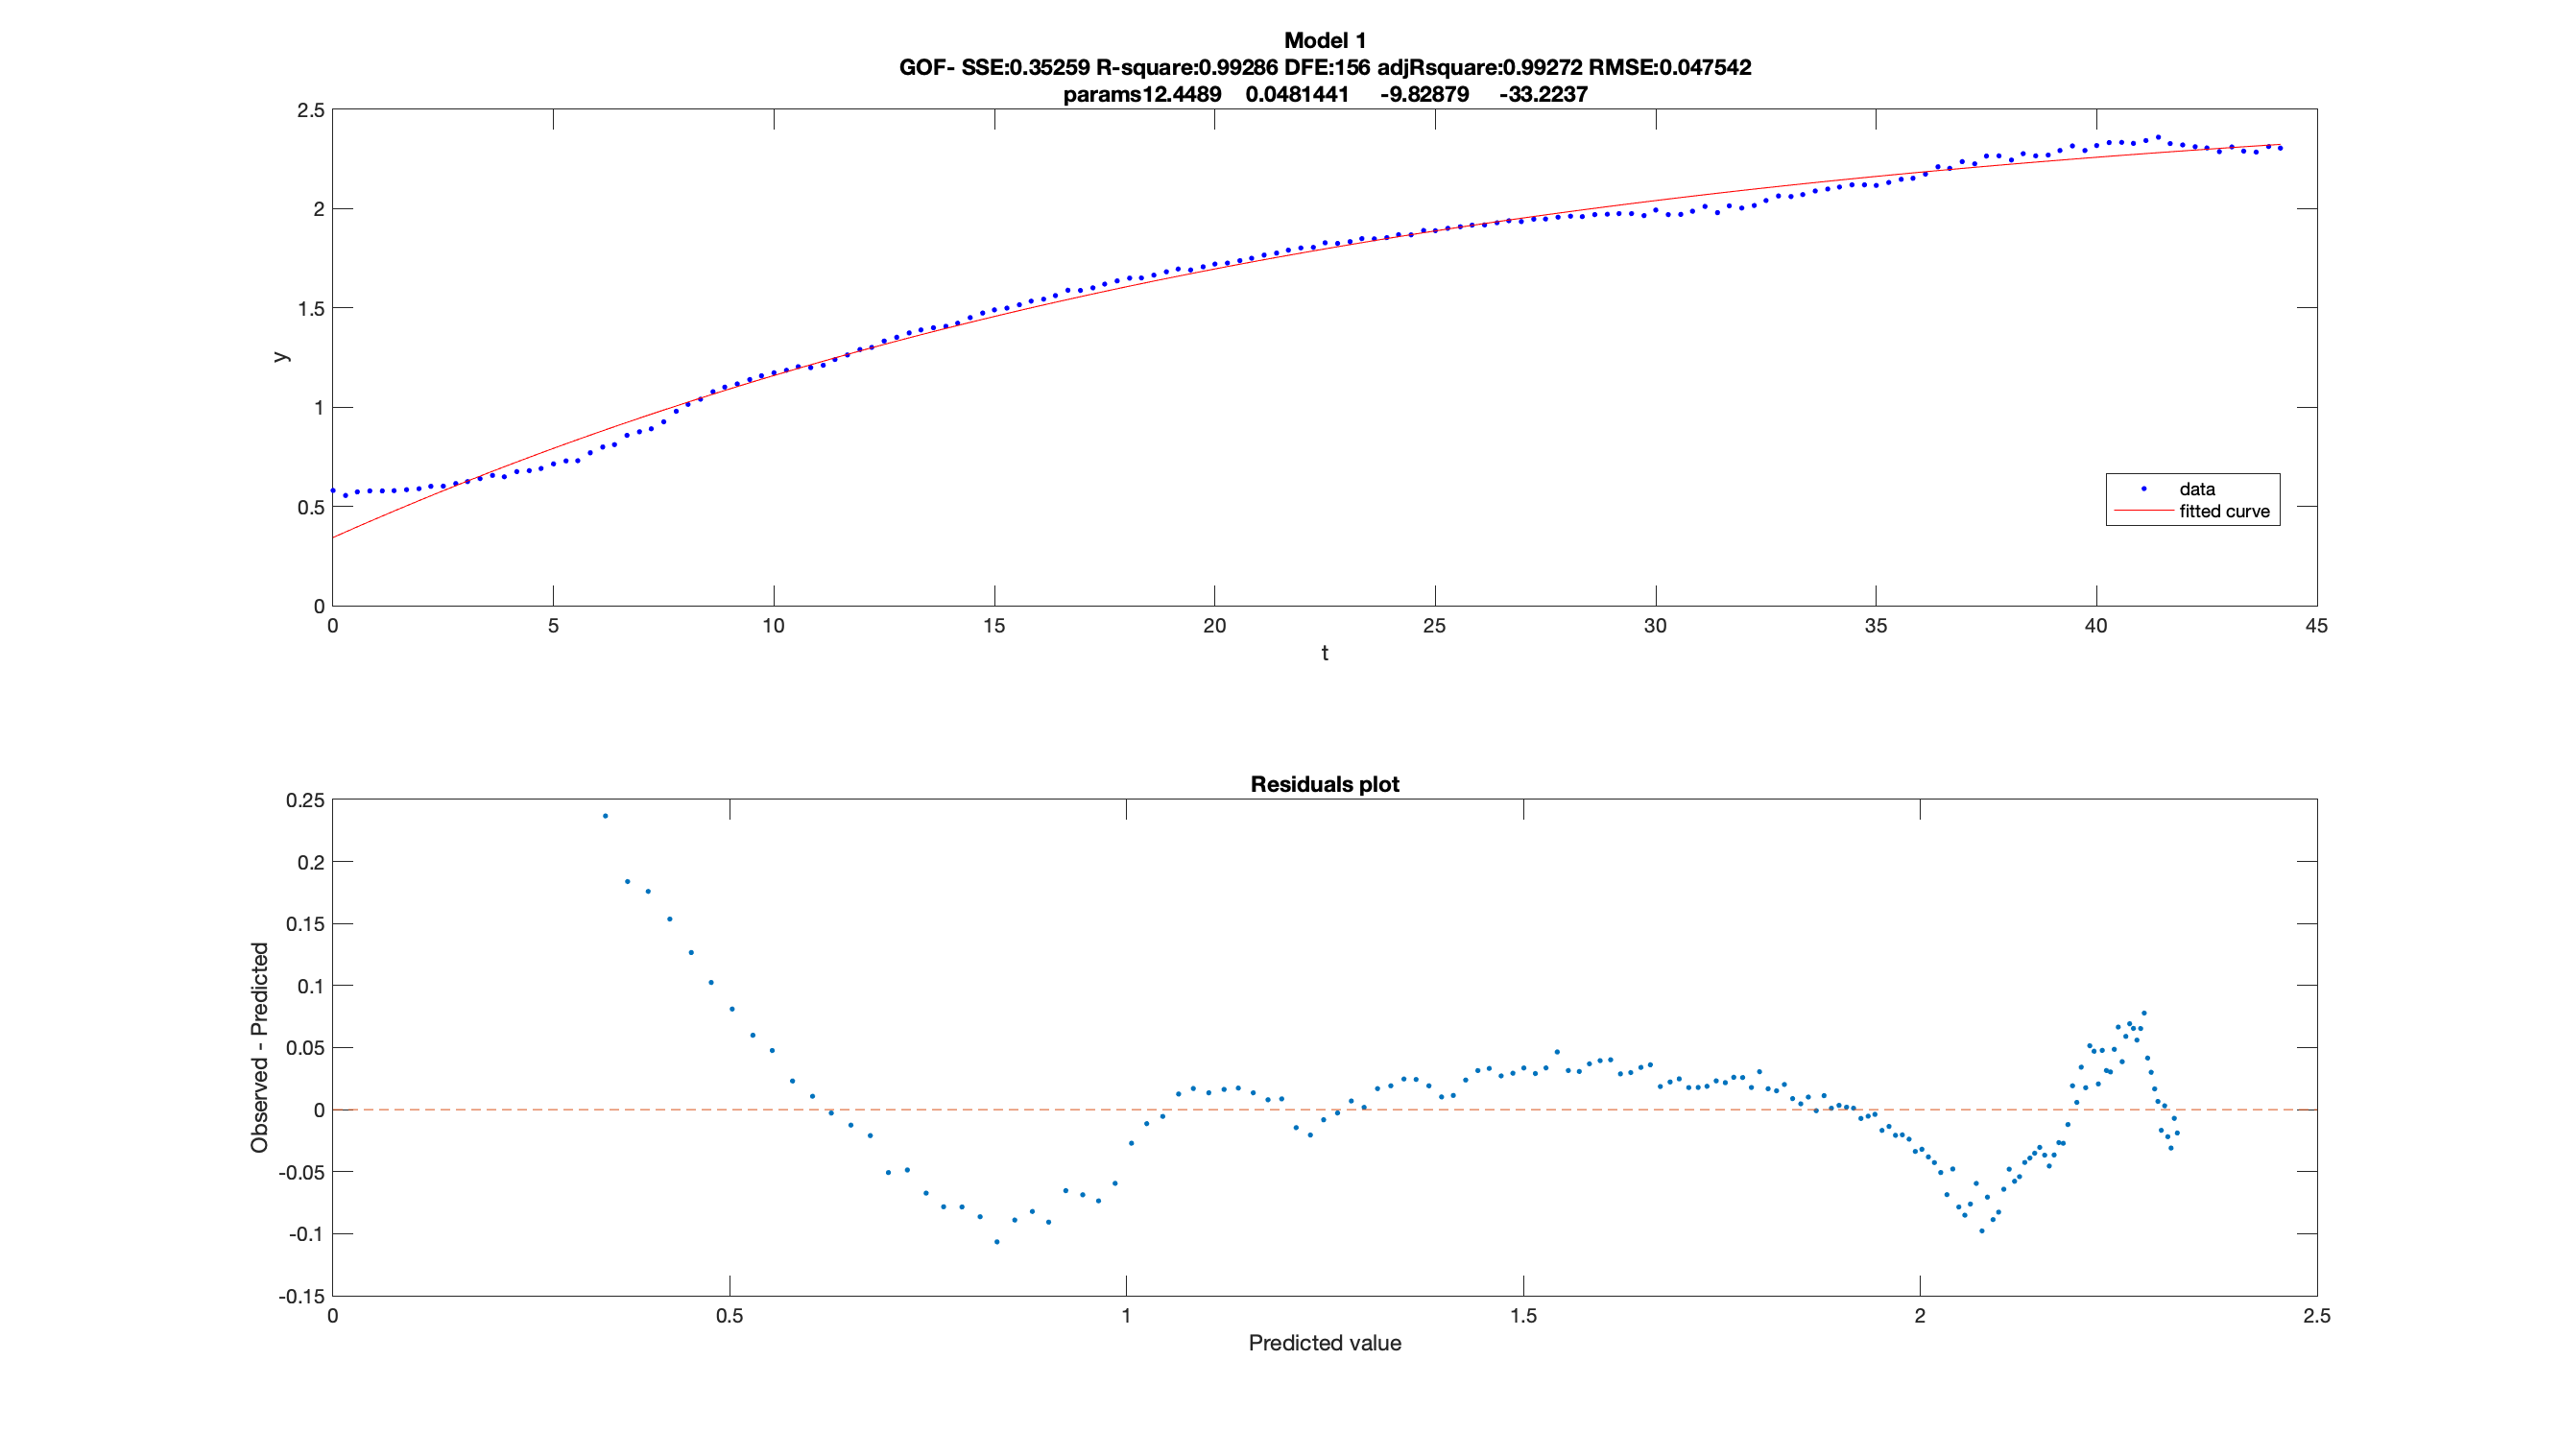 Model 1
GOF- SSE:0.35259 R-square:0.99286 DFE:156 adjRsquare:0.99272 RMSE:0.047542
params12.4489 0.0481441 -9.82879 -33.2237
2.5
2
1.5
1
0.5
0
y
0 5 10 15 20 25 30 35 40 45
t
data
fitted curve
Residuals plot
0.25
0.2
0.15
0.1
0.05
0
-0.05
-0.1
-0.15
Observed - Predicted
0 0.5 1 1.5 2 2.5
Predicted value